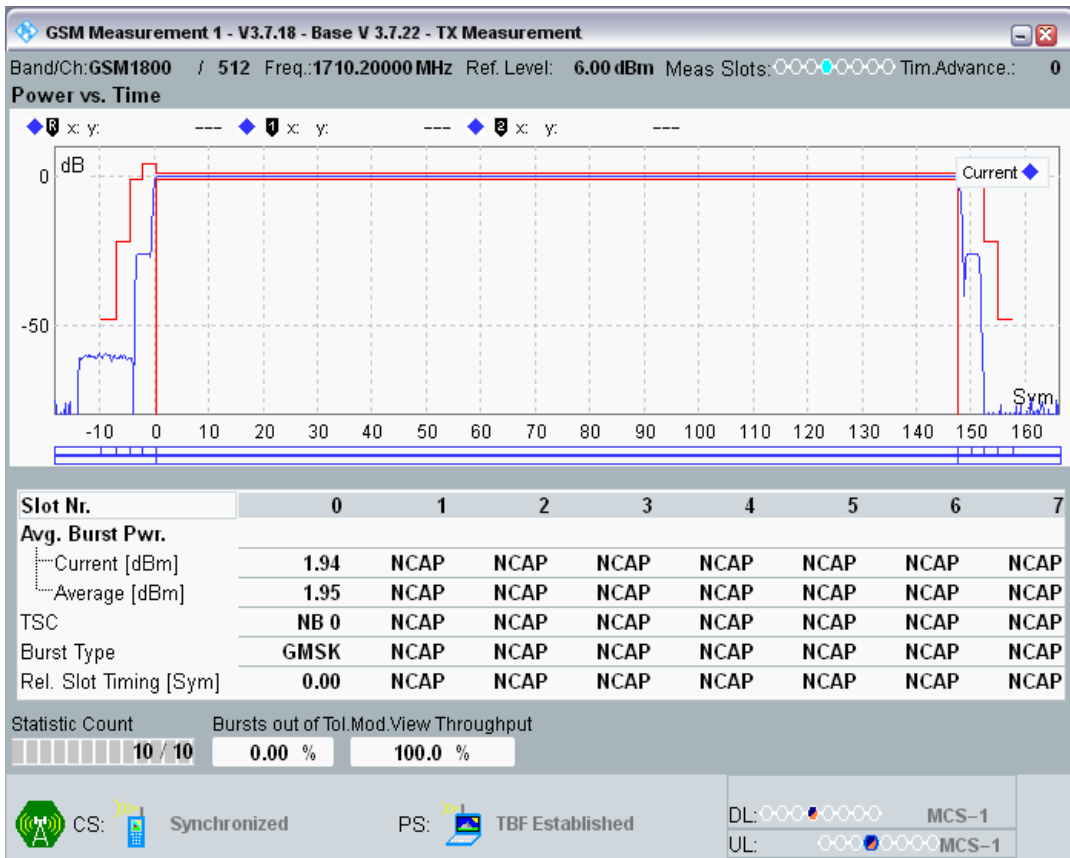 GSM Measurement 1 - V3.7.18 - Base V 3.7.22 - TX Measurement
Band/Ch:GSM1800 / 512 Freq.:1710.20000 MHz Ref. Level: 6.00 dBm Meas Slots: Tim.Advance.: 0
Power vs. Time
R x: y: --- 1 x: y: --- 2 x: y: ---
dB
Current
0
-50
Sym
-10 0 10 20 30 40 50 60 70 80 90 100 110 120 130 140 150 160
Slot Nr. 0 1 2 3 4 5 6 7
Avg. Burst Pwr.
Current [dBm] 1.94 NCAP NCAP NCAP NCAP NCAP NCAP NCAP
Average [dBm] 1.95 NCAP NCAP NCAP NCAP NCAP NCAP NCAP
TSC NB 0 NCAP NCAP NCAP NCAP NCAP NCAP NCAP
Burst Type GMSK NCAP NCAP NCAP NCAP NCAP NCAP NCAP
Rel. Slot Timing [Sym] 0.00 NCAP NCAP NCAP NCAP NCAP NCAP NCAP
Statistic Count Bursts out of Tol.Mod.View Throughput
10 / 10 0.00 % 100.0 %
CS: Synchronized PS: TBF Established
DL: MCS-1
UL: MCS-1